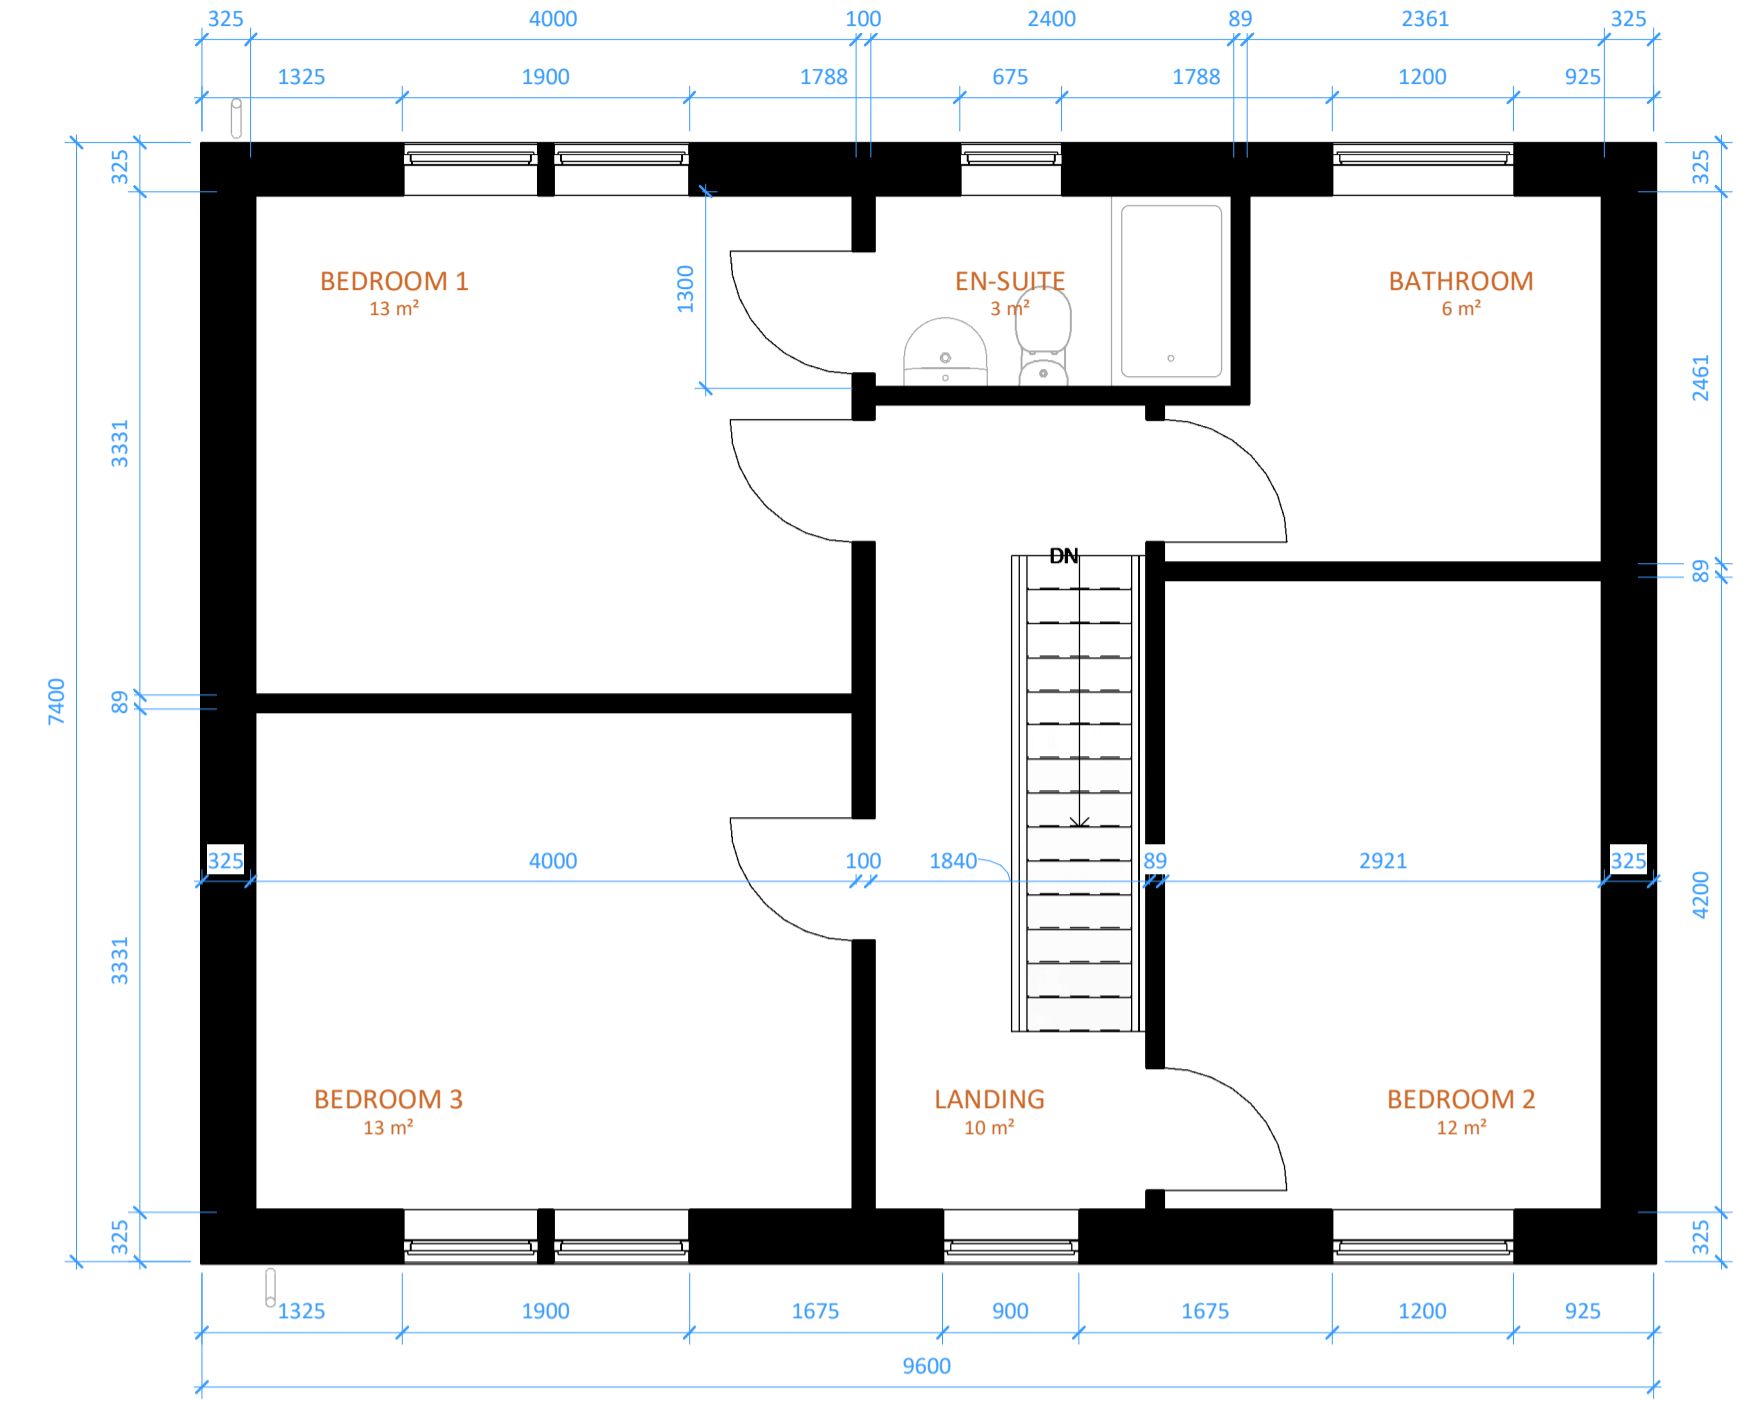 325 4000 100 2400 89 2361 325
1325 1900 1788 675 1788 1200 925
325
325
BEDROOM 1
13 m²
1300
EN-SUITE
3 m²
BATHROOM
6 m²
2461
3331
DN
89
7400
89
325 4000 100 1840 89 2921 325
4200
3331
BEDROOM 3
13 m²
LANDING
10 m²
BEDROOM 2
12 m²
325
325
1325 1900 1675 900 1675 1200 925
9600